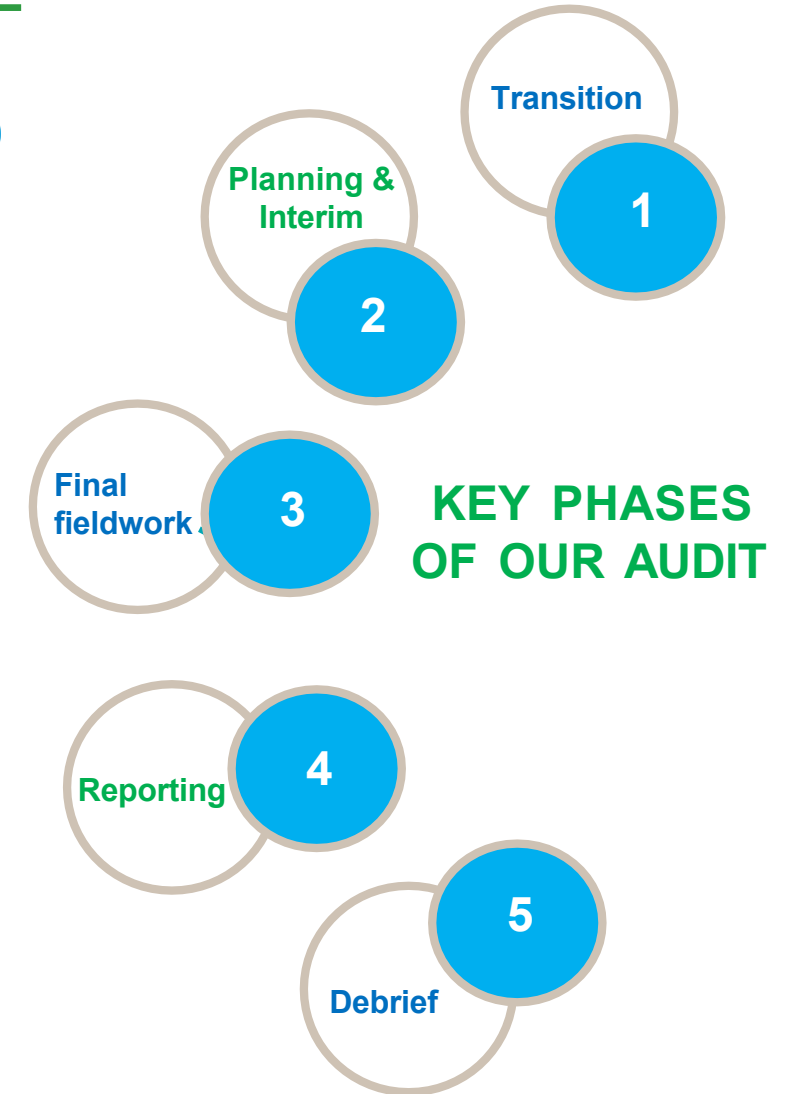 Transition
1
Planning &
Interim
2
Final
fieldwork
3
KEY PHASES
OF OUR AUDIT
4
Reporting
5
Debrief